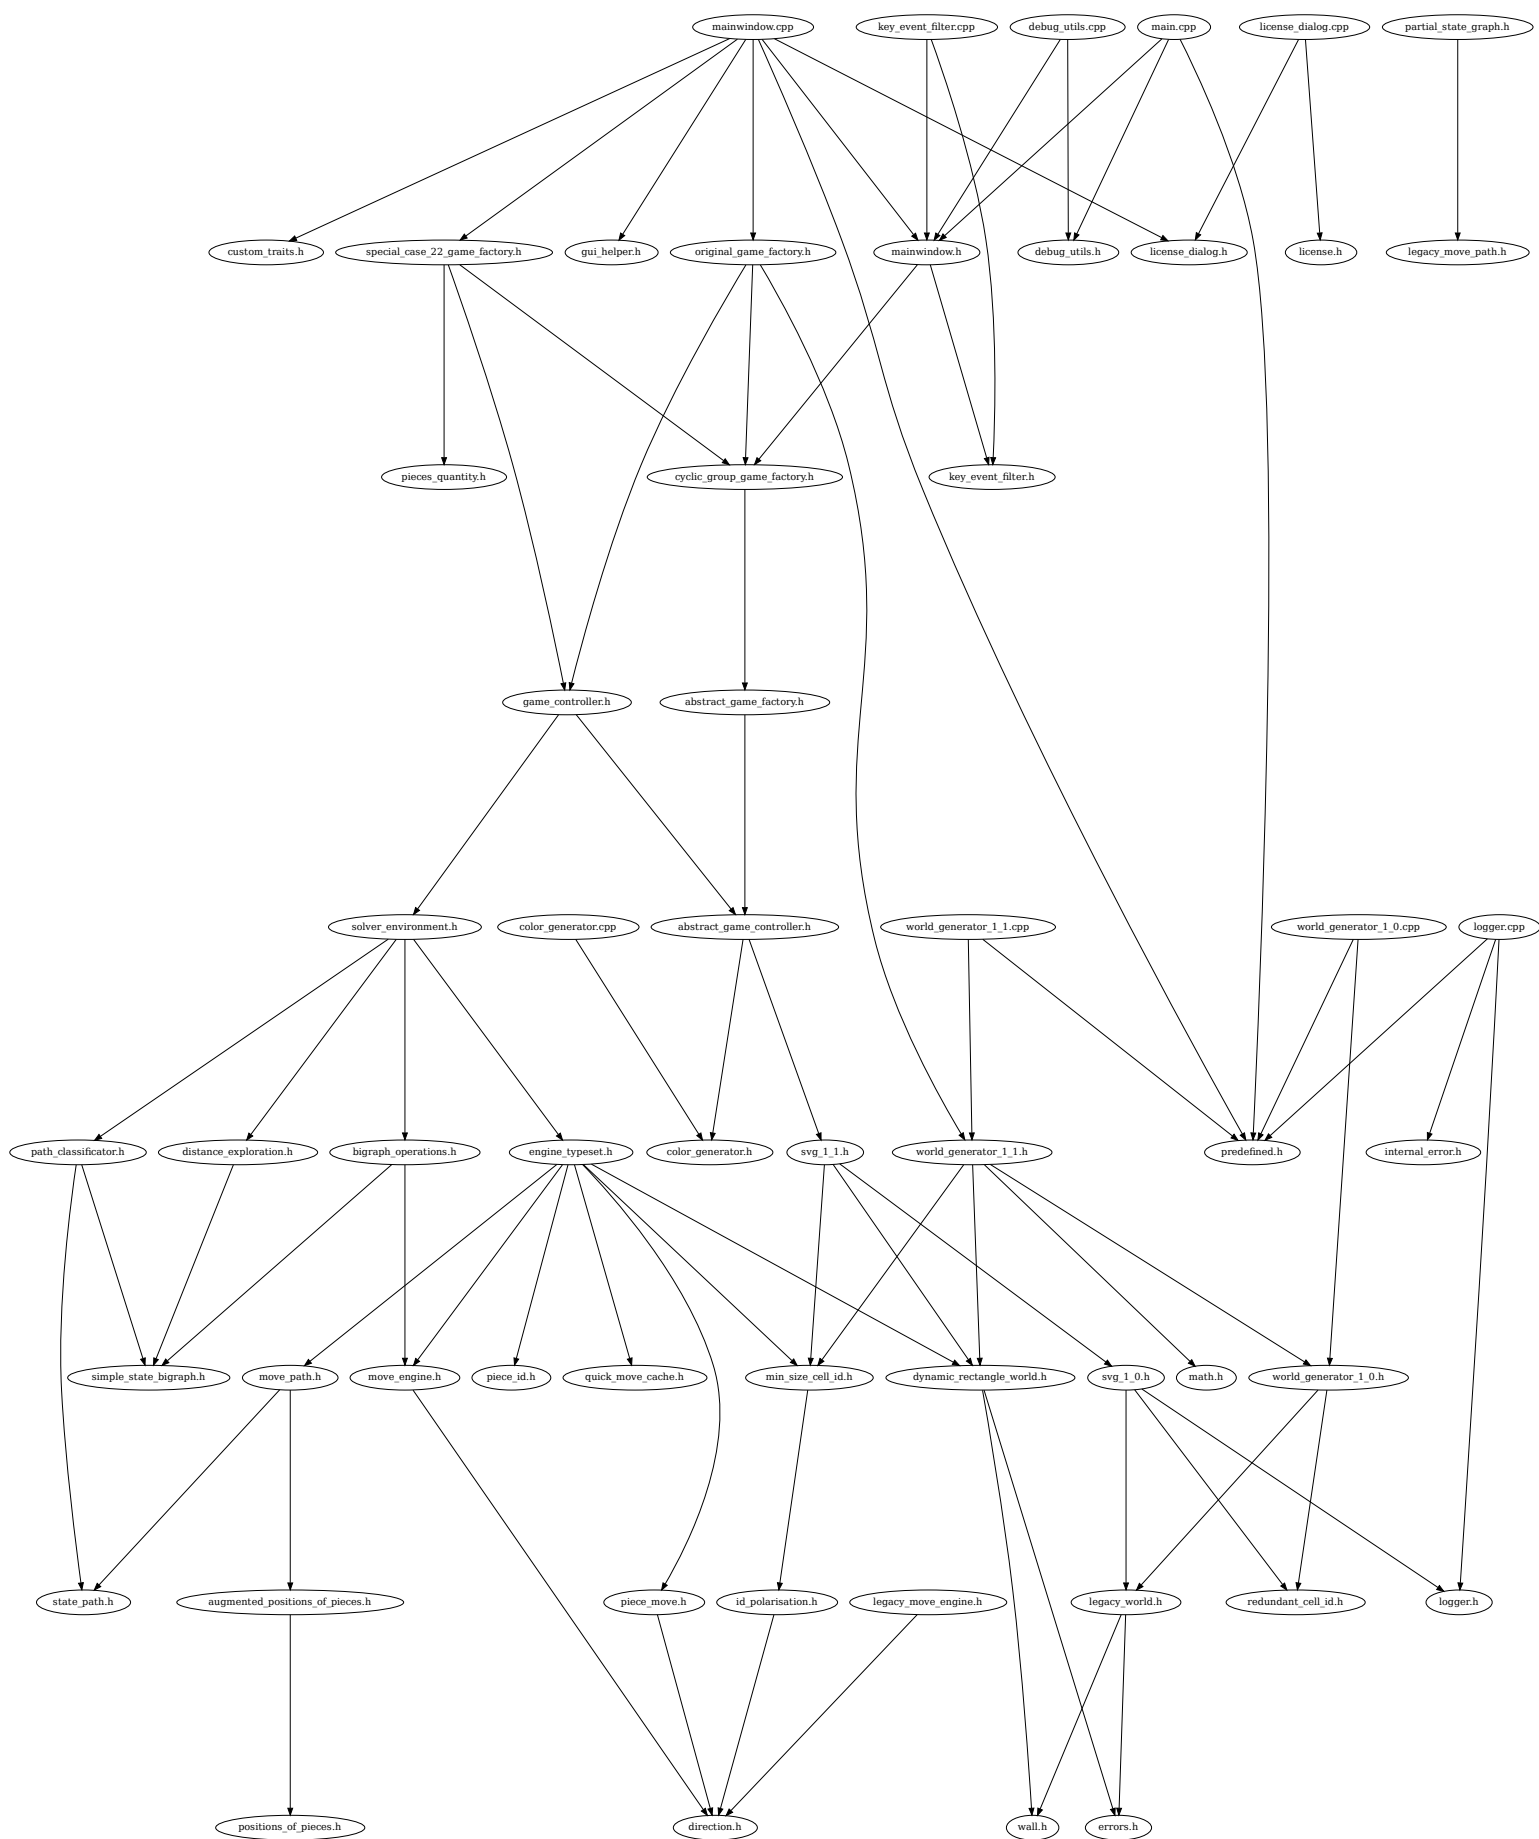 mainwindow.cpp
key_event_filter.cpp
debug_utils.cpp
main.cpp
license_dialog.cpp
partial_state_graph.h
custom_traits.h
special_case_22_game_factory.h
gui_helper.h
original_game_factory.h
mainwindow.h
debug_utils.h
license_dialog.h
license.h
legacy_move_path.h
pieces_quantity.h
cyclic_group_game_factory.h
key_event_filter.h
game_controller.h
abstract_game_factory.h
solver_environment.h
color_generator.cpp
abstract_game_controller.h
world_generator_1_1.cpp
world_generator_1_0.cpp
logger.cpp
path_classificator.h
distance_exploration.h
bigraph_operations.h
engine_typeset.h
color_generator.h
svg_1_1.h
world_generator_1_1.h
predefined.h
internal_error.h
simple_state_bigraph.h
move_path.h
move_engine.h
piece_id.h
quick_move_cache.h
min_size_cell_id.h
dynamic_rectangle_world.h
svg_1_0.h
math.h
world_generator_1_0.h
state_path.h
augmented_positions_of_pieces.h
piece_move.h
id_polarisation.h
legacy_move_engine.h
legacy_world.h
redundant_cell_id.h
logger.h
positions_of_pieces.h
direction.h
wall.h
errors.h